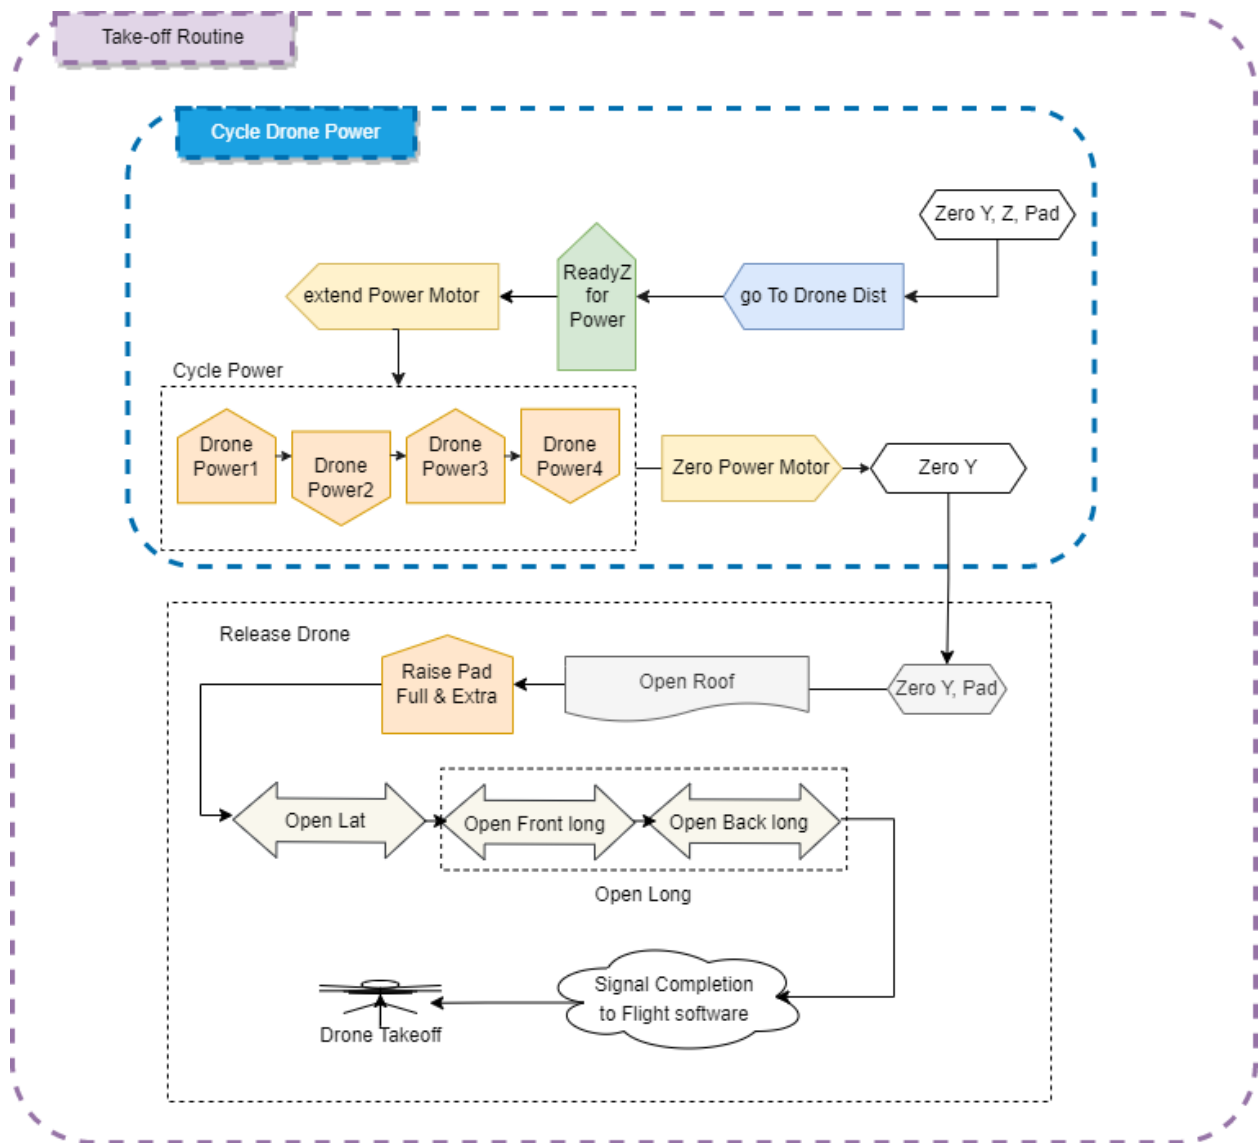 Take-off Routine
Cycle Drone Power
Zero Y, Z, Pad
go To Drone Dist
ReadyZ
for
Power
extend Power Motor
Cycle Power
Drone
Power1
Drone
Power2
Drone
Power3
Drone
Power4
Zero Power Motor
Zero Y
Release Drone
Zero Y, Pad
Open Roof
Raise Pad
Full & Extra
Open Lat
Open Front long
Open Back long
Open Long
Signal Completion
to Flight software
Drone Takeoff